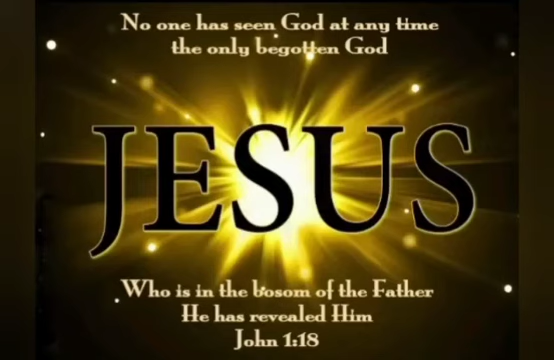 No one has seen God at any time
the only begotten God
JESUS
Who is in the bosom of the Father
He has revealed Him
John 1:18